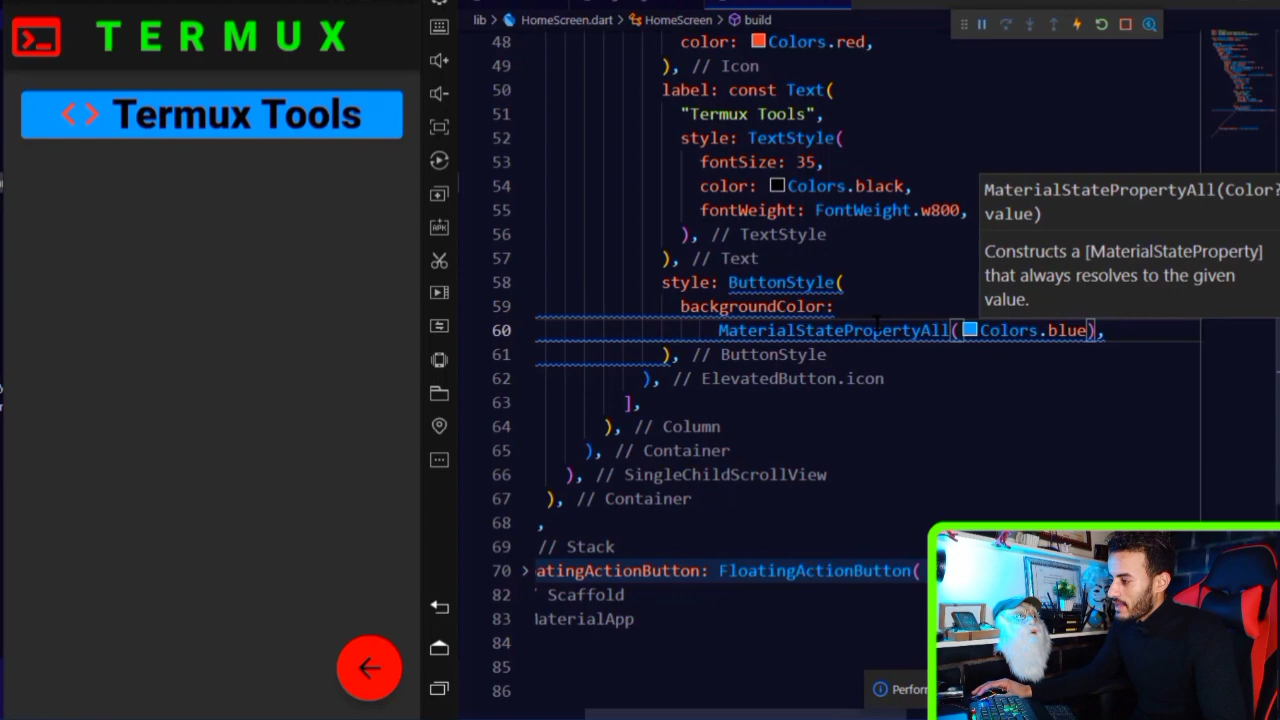 TERMUX
<> Termux Tools
APK
lib > HomeScreen.dart > HomeScreen > build
48 color: Colors.red,
49 ), // Icon
50 label: const Text(
51 "Termux Tools",
52 style: TextStyle(
53 fontSize: 35,
54 color: Colors.black,
55 fontWeight: FontWeight.w800,
56 ), // TextStyle
57 ), // Text
58 style: ButtonStyle(
59 backgroundColor:
60 MaterialStatePropertyAll(Colors.blue),
61 ), // ButtonStyle
62 ), // ElevatedButton.icon
63 ],
64 ), // Column
65 ), // Container
66 ), // SingleChildScrollView
67 ), // Container
68 ,
69 // Stack
70 > atingActionButton: FloatingActionButton(
82 Scaffold
83 aterialApp
84
85
86
MaterialStatePropertyAll(Color?
value)
Constructs a [MaterialStateProperty]
that always resolves to the given
value.
Perform